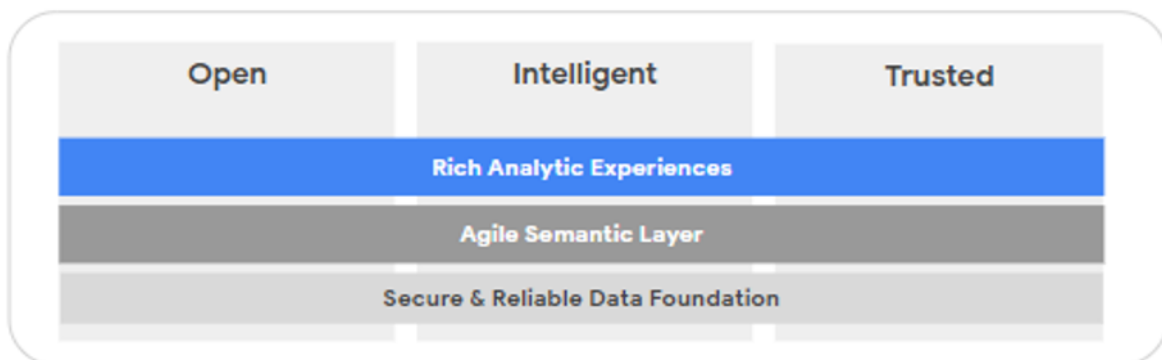 Open
Intelligent
Trusted
Rich Analytic Experiences
Agile Semantic Layer
Secure & Reliable Data Foundation